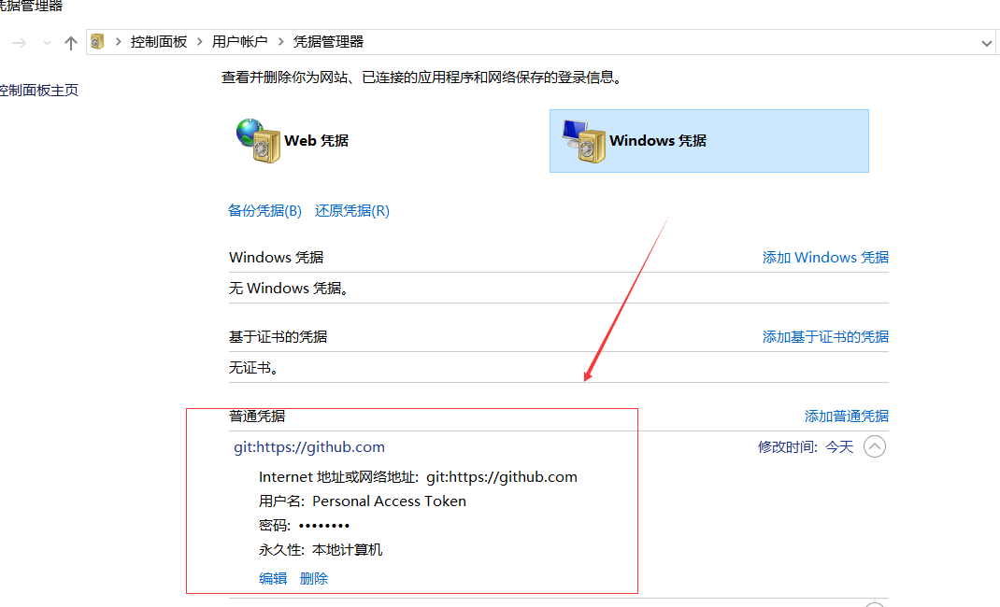 凭据管理器
控制面板 › 用户帐户 › 凭据管理器
控制面板主页
查看并删除你为网站、已连接的应用程序和网络保存的登录信息。
Web 凭据
Windows 凭据
备份凭据(B) 还原凭据(R)
Windows 凭据 添加 Windows 凭据
无 Windows 凭据。
基于证书的凭据 添加基于证书的凭据
无证书。
普通凭据 添加普通凭据
git:https://github.com 修改时间: 今天
Internet 地址或网络地址: git:https://github.com
用户名: Personal Access Token
密码: ••••••••
永久性: 本地计算机
编辑 删除